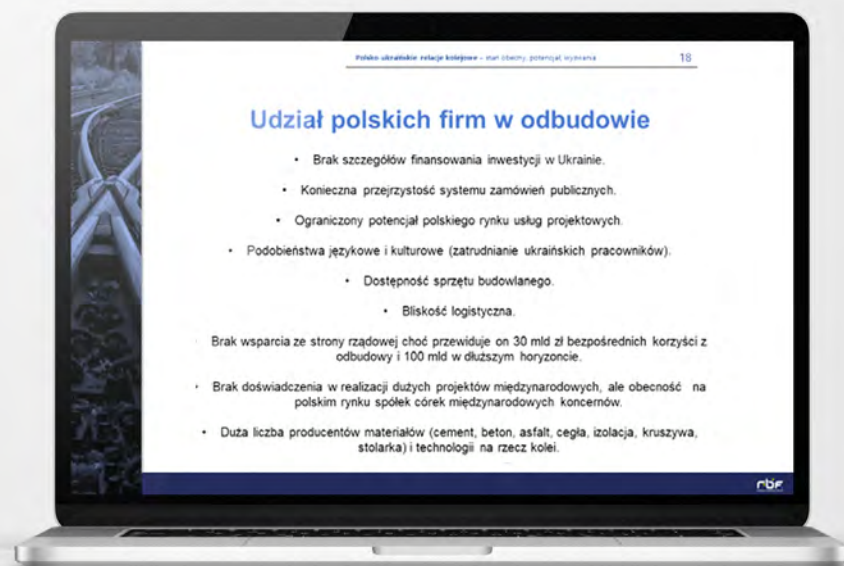 Polsko-ukraińskie relacje kolejowe – stan obecny, potencjał, wyzwania
18
Udział polskich firm w odbudowie
• Brak szczegółów finansowania inwestycji w Ukrainie.
• Konieczna przejrzystość systemu zamówień publicznych.
• Ograniczony potencjał polskiego rynku usług projektowych.
• Podobieństwa językowe i kulturowe (zatrudnianie ukraińskich pracowników).
• Dostępność sprzętu budowlanego.
• Bliskość logistyczna.
Brak wsparcia ze strony rządowej choć przewiduje on 30 mld zł bezpośrednich korzyści z
odbudowy i 100 mld w dłuższym horyzoncie.
• Brak doświadczenia w realizacji dużych projektów międzynarodowych, ale obecność na
polskim rynku spółek córek międzynarodowych koncernów.
• Duża liczba producentów materiałów (cement, beton, asfalt, cegła, izolacja, kruszywa,
stolarka) i technologii na rzecz kolei.
rbf